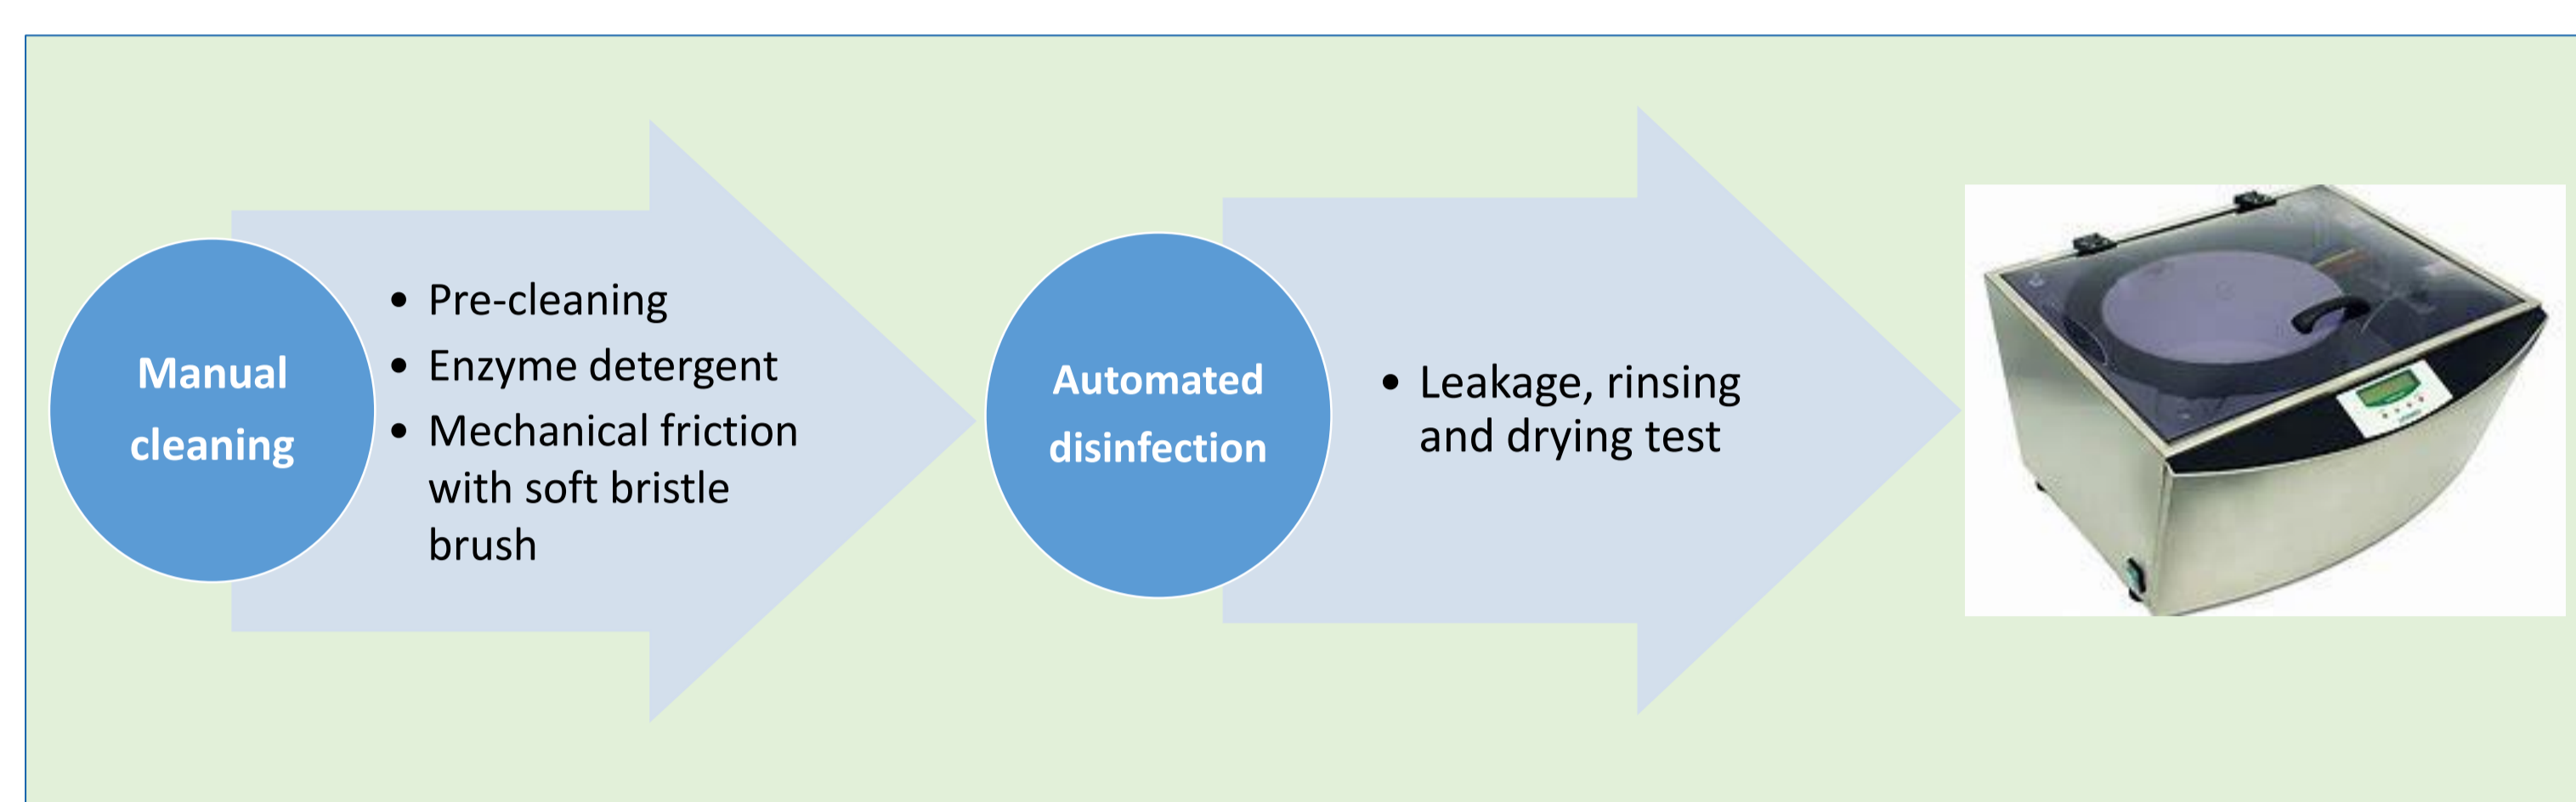 Manual
cleaning
• Pre-cleaning
• Enzyme detergent
• Mechanical friction
with soft bristle
brush
Automated
disinfection
• Leakage, rinsing
and drying test